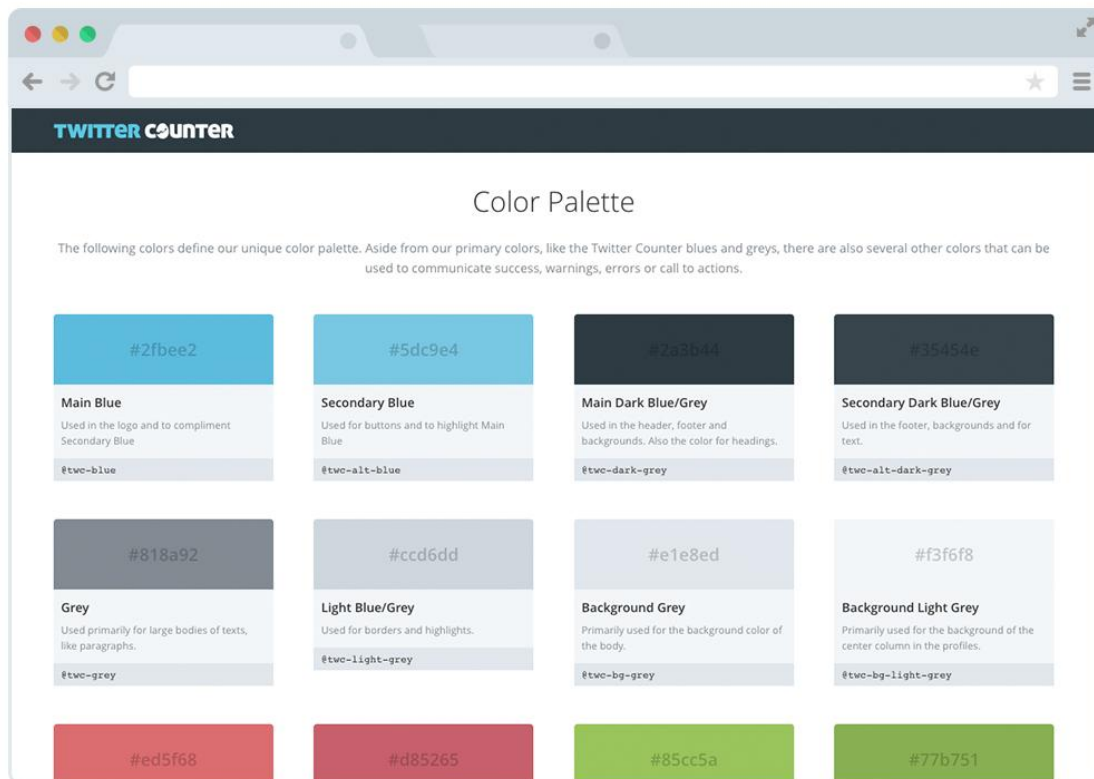 TWITTER COUNTER
Color Palette
The following colors define our unique color palette. Aside from our primary colors, like the Twitter Counter blues and greys, there are also several other colors that can be
used to communicate success, warnings, errors or call to actions.
#2fbee2
#5dc9e4
#2a3b44
#35454e
Main Blue
Used in the logo and to compliment
Secondary Blue
@twc-blue
Secondary Blue
Used for buttons and to highlight Main
Blue
@twc-alt-blue
Main Dark Blue/Grey
Used in the header, footer and
backgrounds. Also the color for headings.
@twc-dark-grey
Secondary Dark Blue/Grey
Used in the footer, backgrounds and for
text.
@twc-alt-dark-grey
#818a92
#ccd6dd
#e1e8ed
#f3f6f8
Grey
Used primarily for large bodies of texts,
like paragraphs.
@twc-grey
Light Blue/Grey
Used for borders and highlights.
@twc-light-grey
Background Grey
Primarily used for the background color of
the body.
@twc-bg-grey
Background Light Grey
Primarily used for the background of the
center column in the profiles.
@twc-bg-light-grey
#ed5f68
#d85265
#85cc5a
#77b751